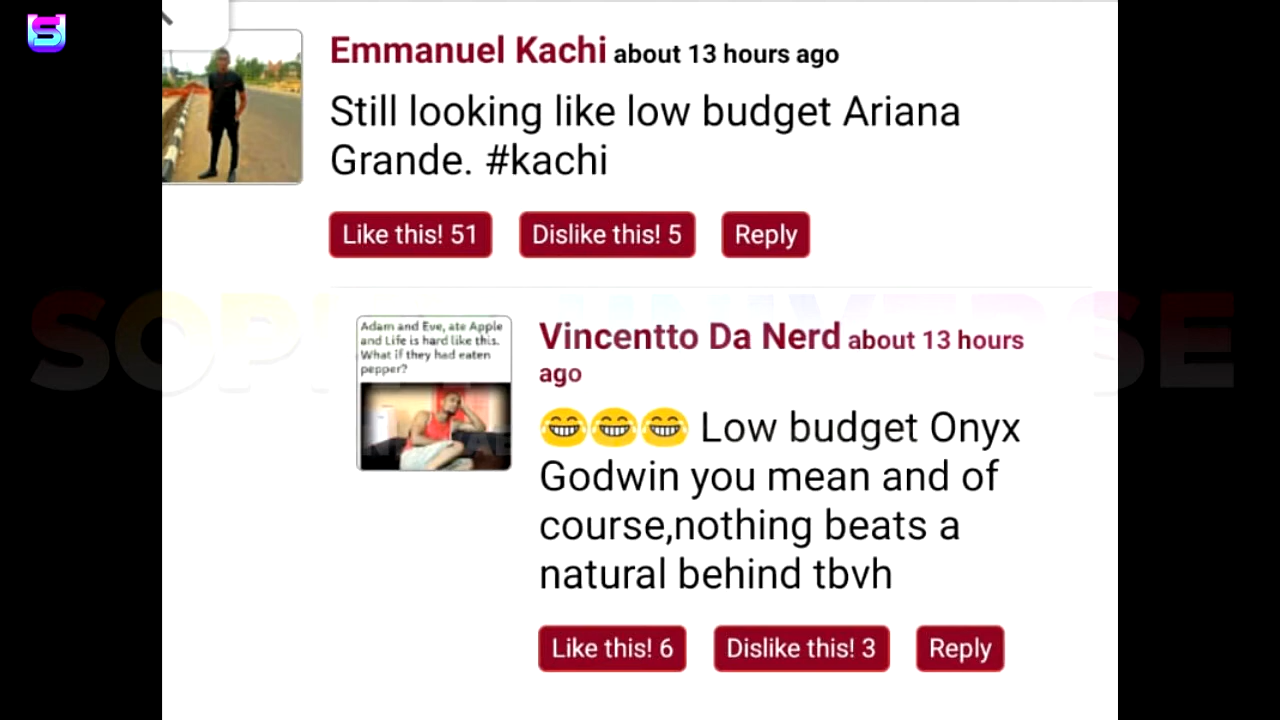 Emmanuel Kachi about 13 hours ago
Still looking like low budget Ariana
Grande. #kachi
Like this! 51 Dislike this! 5 Reply
Adam and Eve, ate Apple
and Life is hard like this.
What if they had eaten
pepper?
Vincentto Da Nerd about 13 hours
ago
😂😂😂 Low budget Onyx
Godwin you mean and of
course,nothing beats a
natural behind tbvh
Like this! 6 Dislike this! 3 Reply